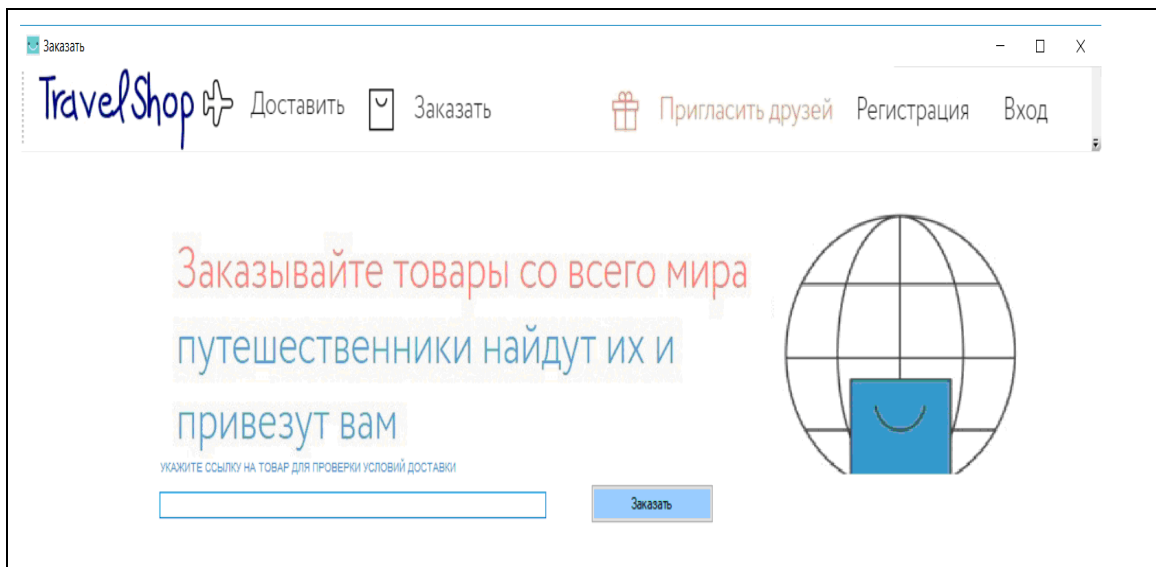 Заказать
TravelShop Доставить Заказать Пригласить друзей Регистрация Вход
Заказывайте товары со всего мира
путешественники найдут их и
привезут вам
УКАЖИТЕ ССЫЛКУ НА ТОВАР ДЛЯ ПРОВЕРКИ УСЛОВИЙ ДОСТАВКИ
Заказать